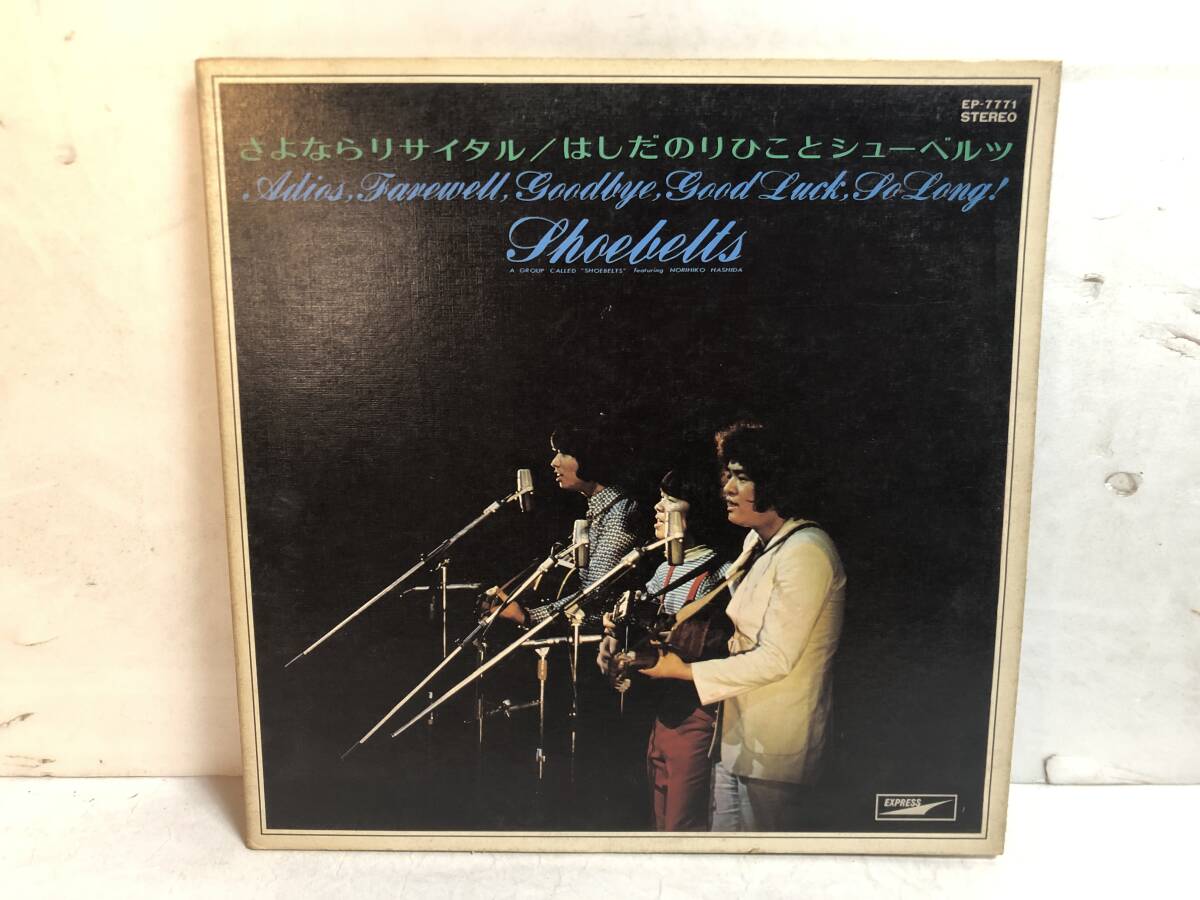 EP-7771
STEREO
さよならリサイタル/はしだのりひことシューベルツ
Adios, Farewell, Goodbye, Good Luck, So Long!
Shoebelts
A GROUP CALLED "SHOEBELTS" featuring NORIHIKO HASHIDA
EXPRESS